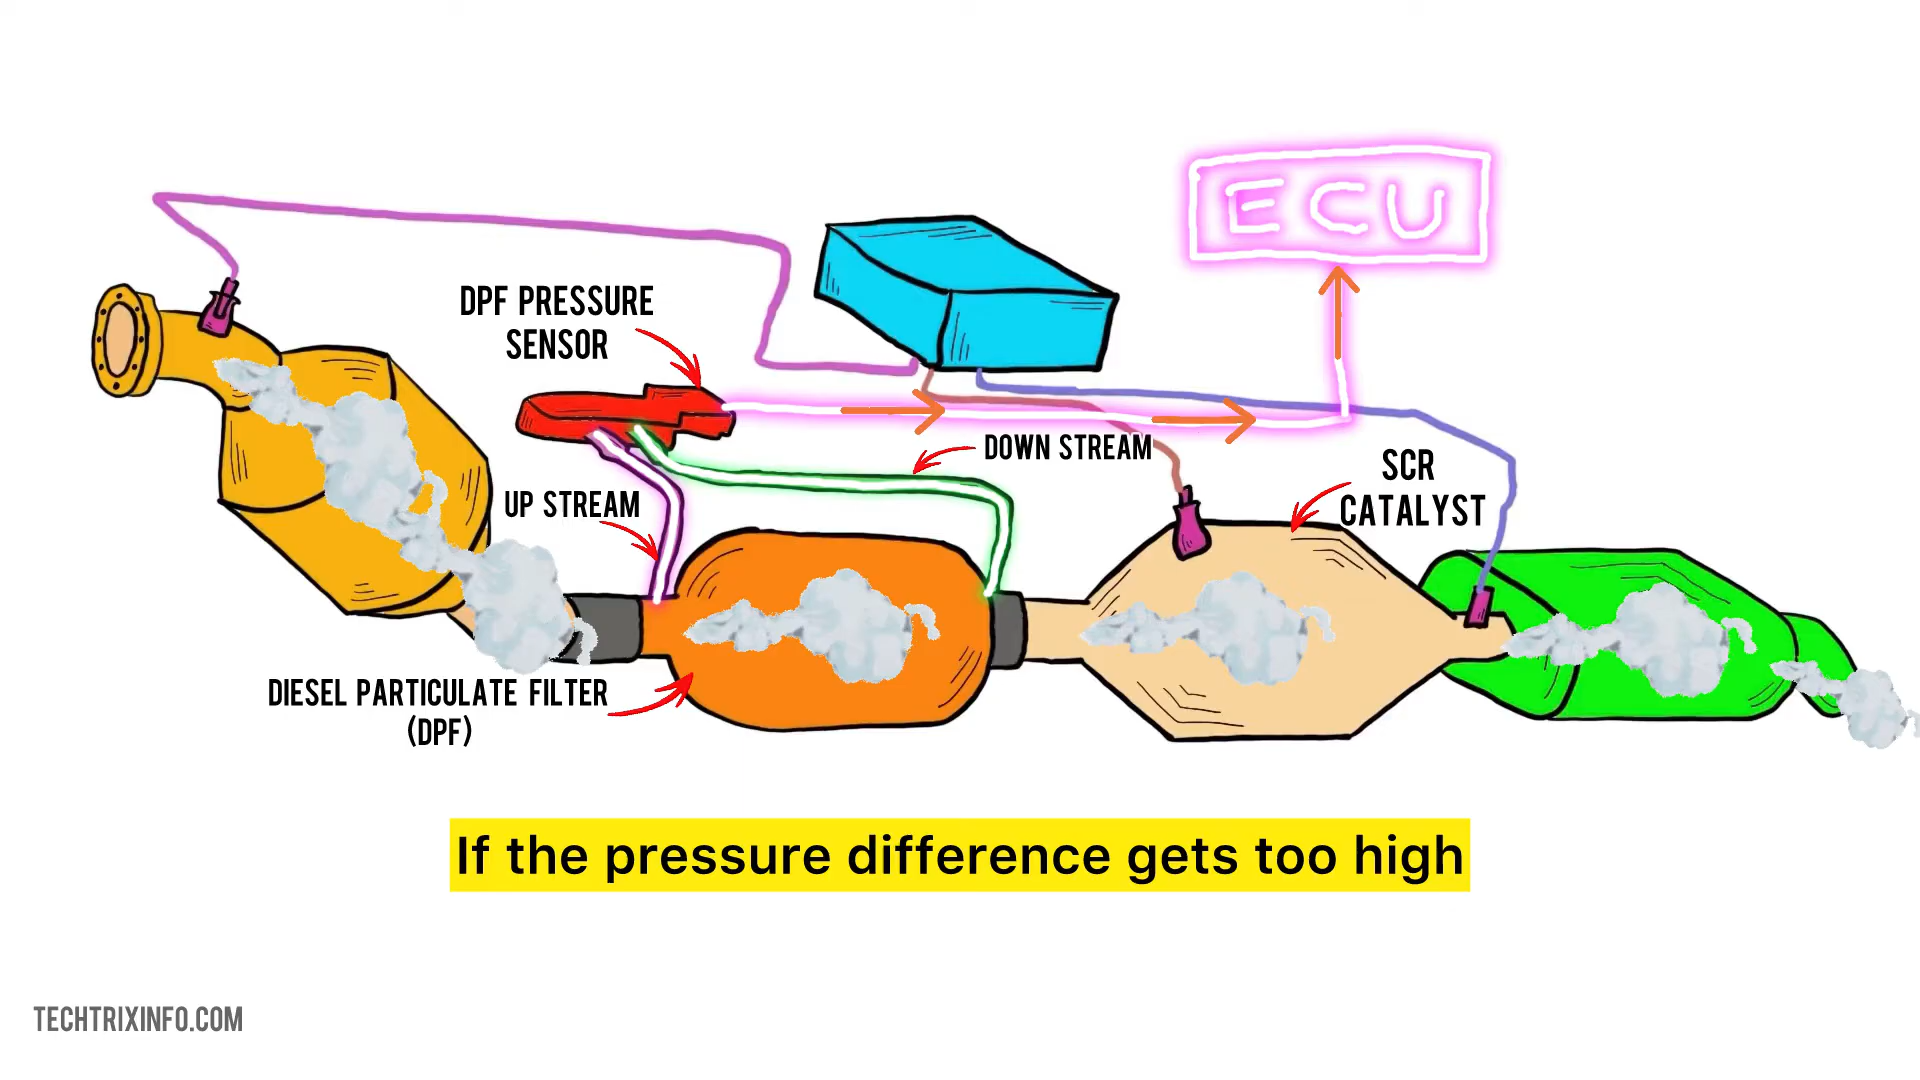 ECU
DPF PRESSURE
SENSOR
DOWN STREAM
SCR
CATALYST
UP STREAM
DIESEL PARTICULATE FILTER
(DPF)
If the pressure difference gets too high
TECHTRIXINFO.COM